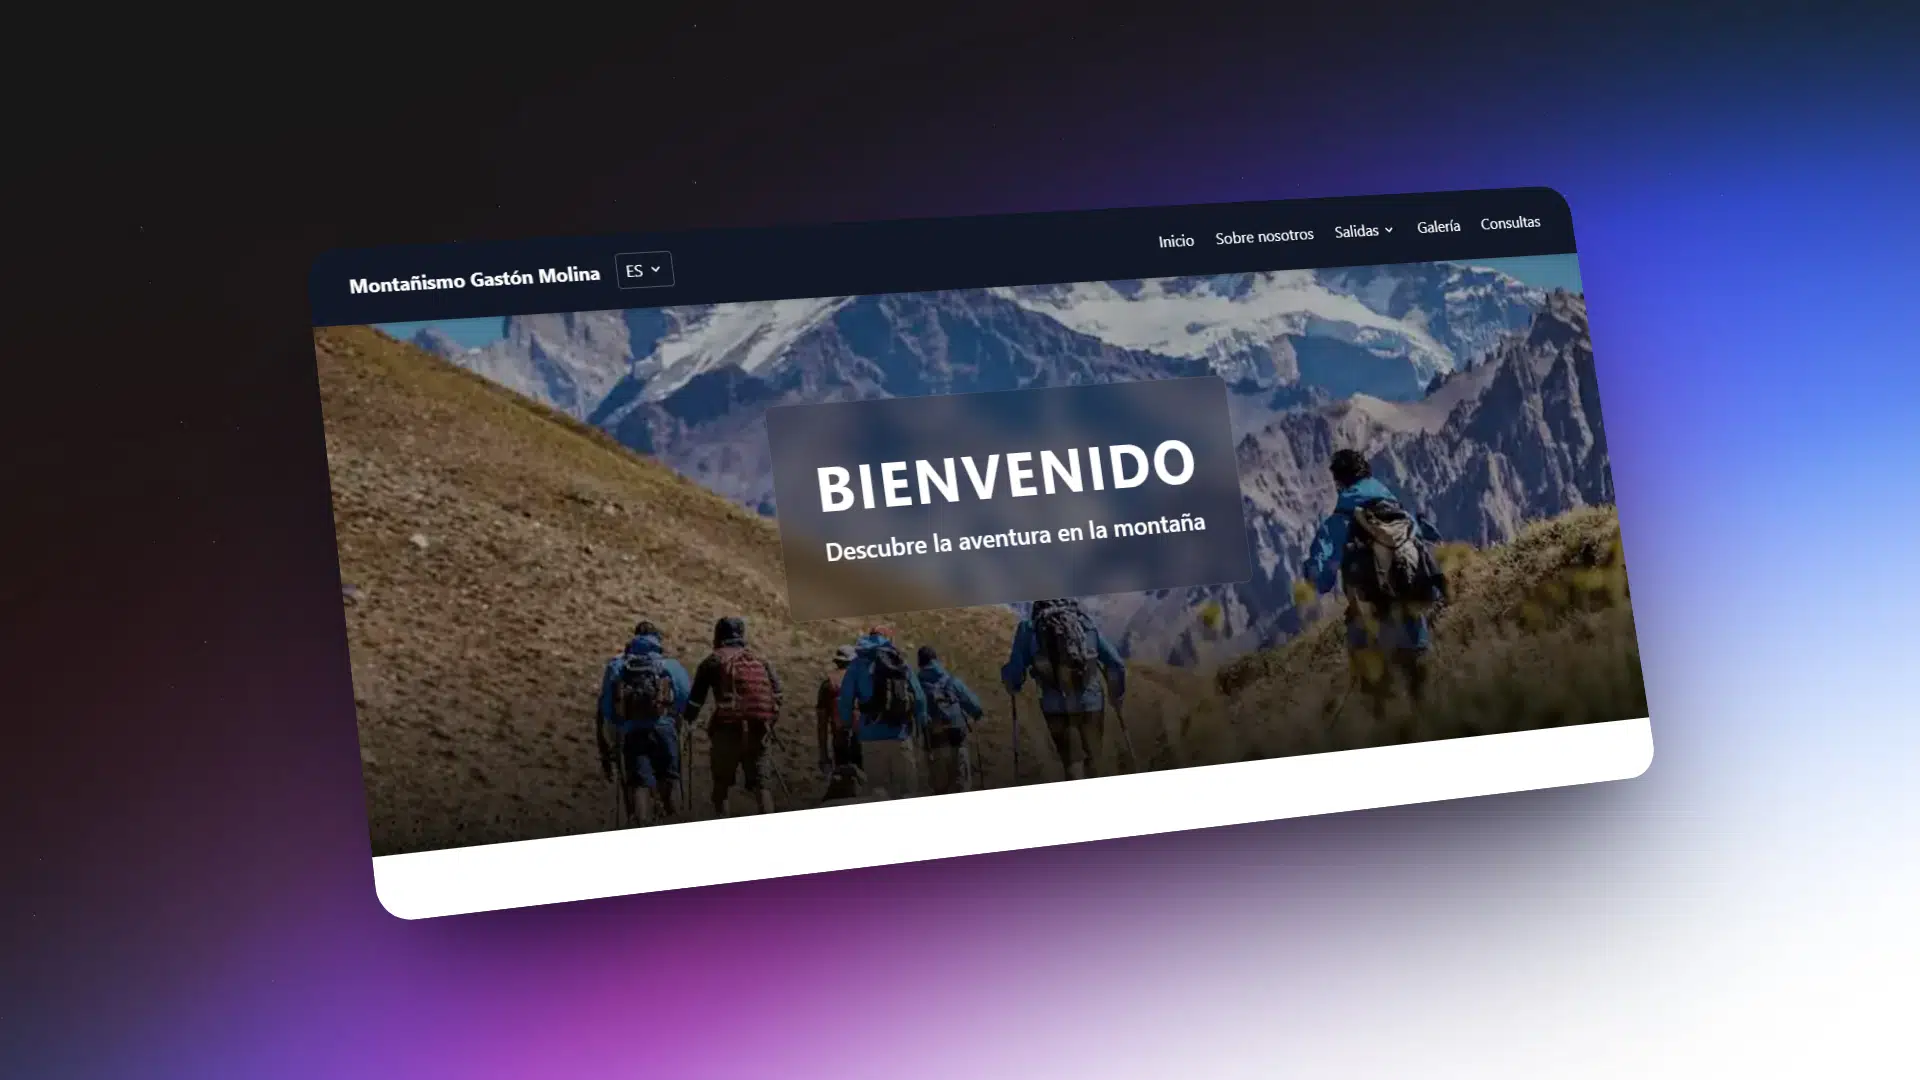 Montañismo Gastón Molina
ES
Inicio
Sobre nosotros
Salidas
Galería
Consultas
BIENVENIDO
Descubre la aventura en la montaña